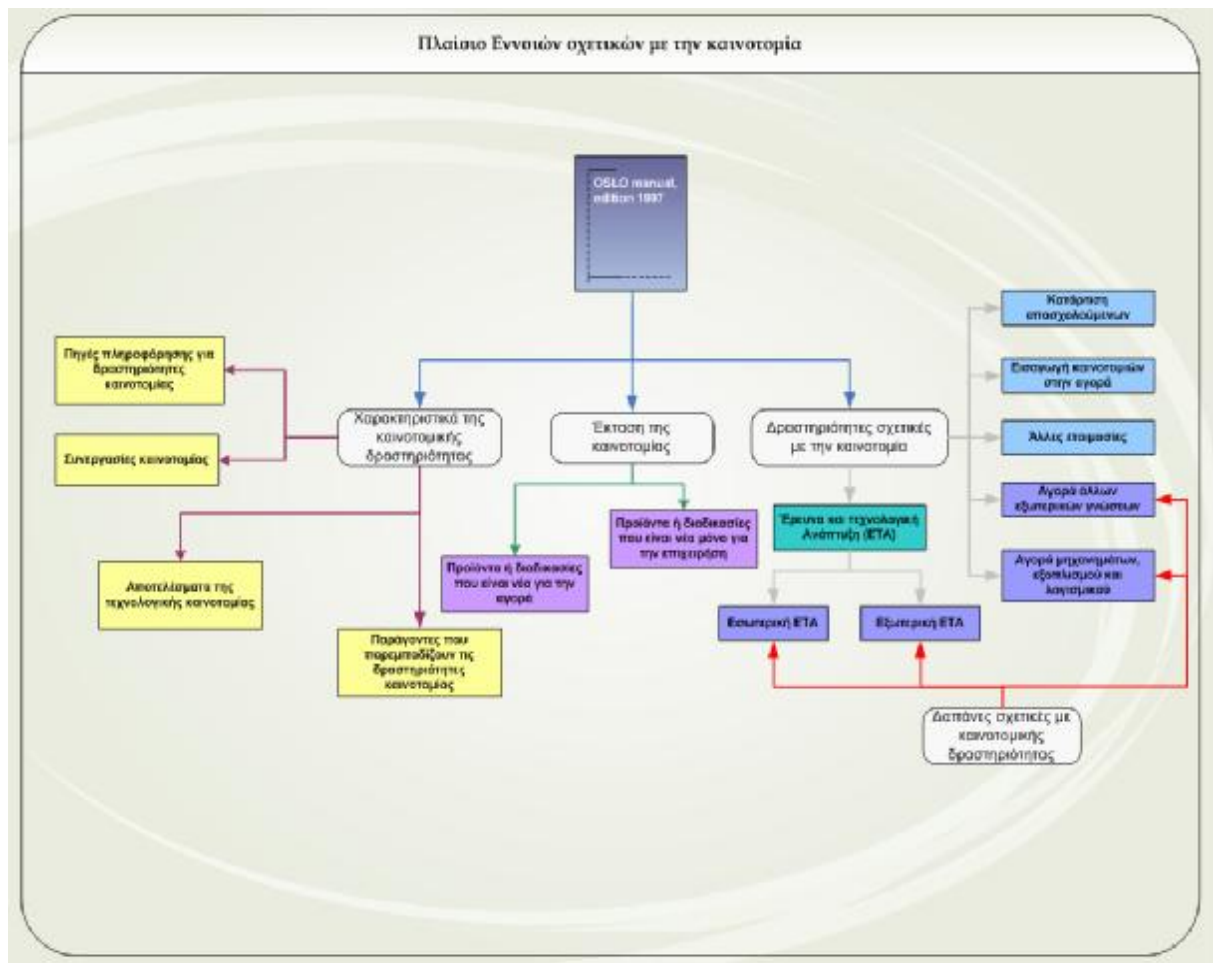 Πλαίσιο Εννοιών σχετικών με την καινοτομία
OSLO manual,
edition 1997
Κατάρτιση
απασχολούμενων
Πηγές πληροφόρησης για
δραστηριότητες
καινοτομίας
Εισαγωγή καινοτομιών
στην αγορά
Χαρακτηριστικά της
καινοτομικής
δραστηριότητας
Έκταση της
καινοτομίας
Δραστηριότητες σχετικές
με την καινοτομία
Άλλες ετοιμασίες
Συνεργασίες καινοτομίας
Αγορά άλλων
εξωτερικών γνώσεων
Προϊόντα ή διαδικασίες
που είναι νέα μόνο για
την επιχείρηση
Έρευνα και τεχνολογική
Ανάπτυξη (ΕΤΑ)
Προϊόντα ή διαδικασίες
που είναι νέα για την
αγορά
Αγορά μηχανημάτων,
εξοπλισμού και
λογισμικού
Αποτελέσματα της
τεχνολογικής καινοτομίας
Εσωτερική ΕΤΑ
Εξωτερική ΕΤΑ
Παράγοντες που
παρεμποδίζουν τις
δραστηριότητες
καινοτομίας
Δαπάνες σχετικές με
καινοτομικής
δραστηριότητας